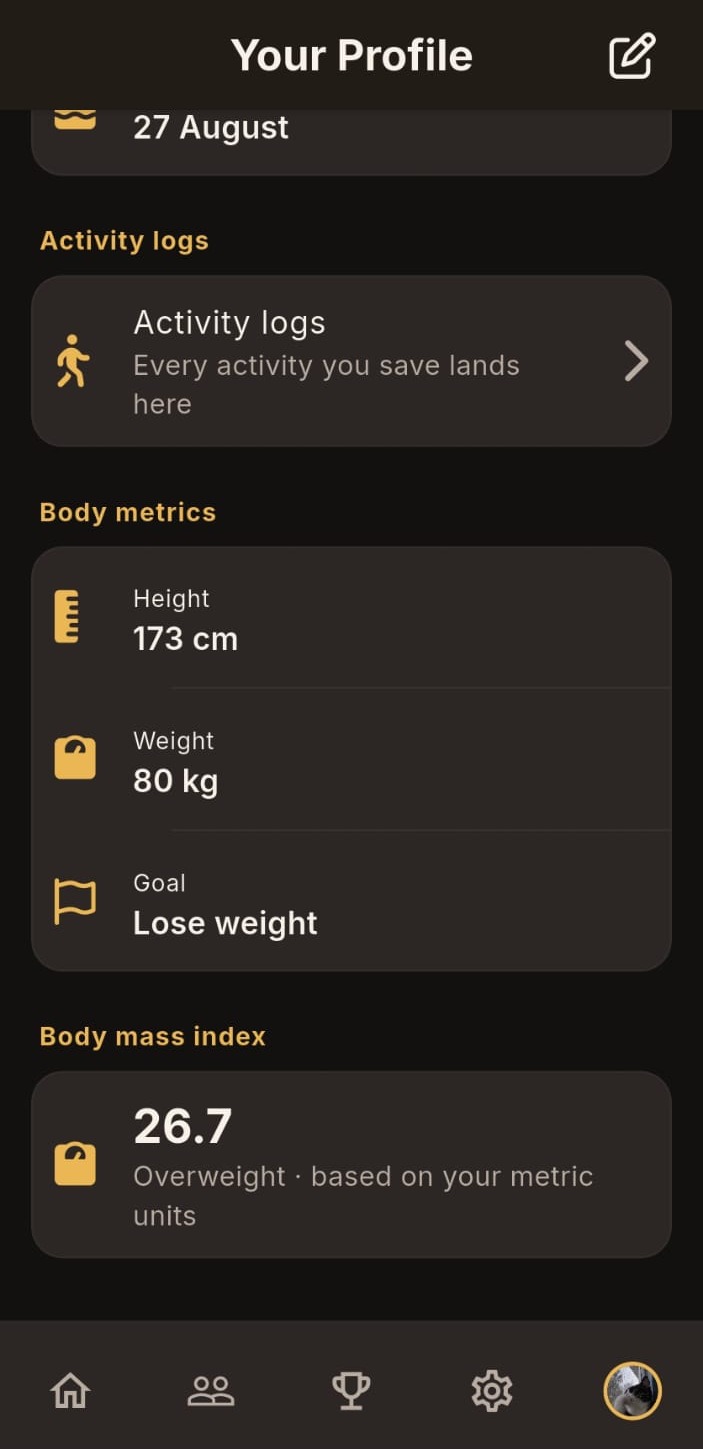 Your Profile
27 August
Activity logs
Activity logs
Every activity you save lands
here
Body metrics
Height
173 cm
Weight
80 kg
Goal
Lose weight
Body mass index
26.7
Overweight · based on your metric
units